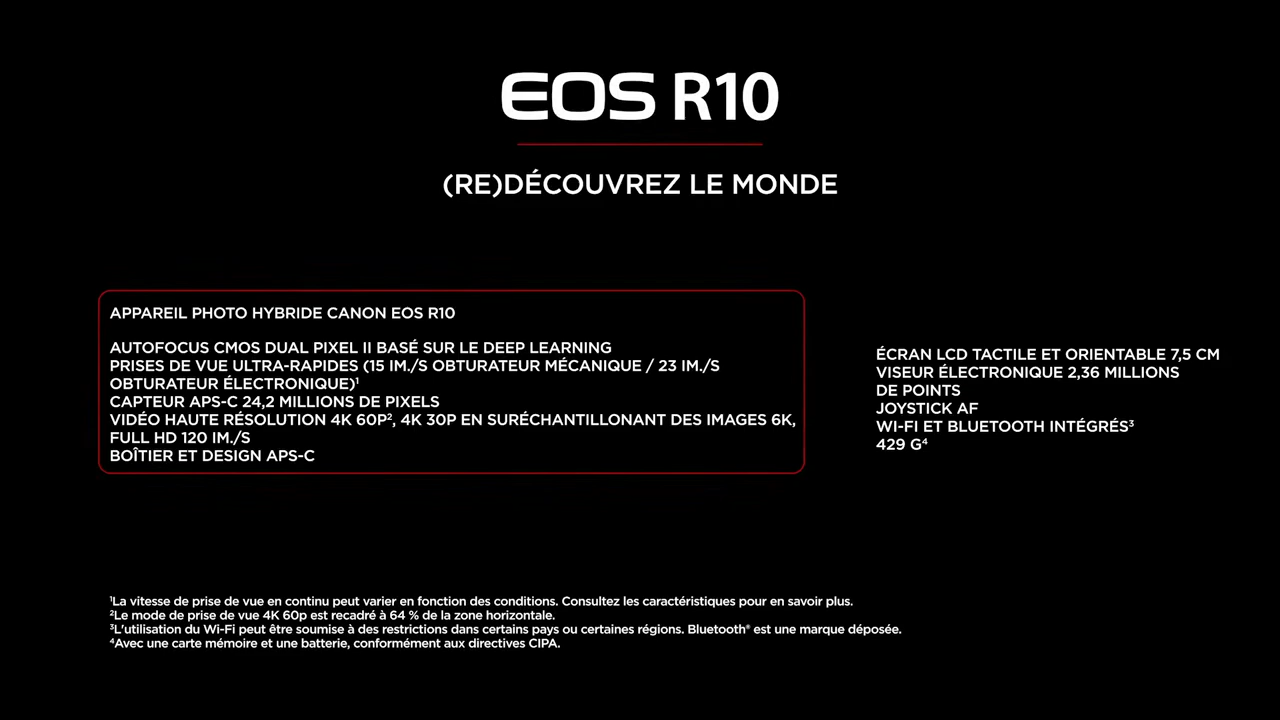 EOS R10
(RE)DÉCOUVREZ LE MONDE
APPAREIL PHOTO HYBRIDE CANON EOS R10
AUTOFOCUS CMOS DUAL PIXEL II BASÉ SUR LE DEEP LEARNING
PRISES DE VUE ULTRA-RAPIDES (15 IM./S OBTURATEUR MÉCANIQUE / 23 IM./S
OBTURATEUR ÉLECTRONIQUE)¹
CAPTEUR APS-C 24,2 MILLIONS DE PIXELS
VIDÉO HAUTE RÉSOLUTION 4K 60P², 4K 30P EN SURÉCHANTILLONANT DES IMAGES 6K,
FULL HD 120 IM./S
BOÎTIER ET DESIGN APS-C
ÉCRAN LCD TACTILE ET ORIENTABLE 7,5 CM
VISEUR ÉLECTRONIQUE 2,36 MILLIONS
DE POINTS
JOYSTICK AF
WI-FI ET BLUETOOTH INTÉGRÉS³
429 G⁴
¹La vitesse de prise de vue en continu peut varier en fonction des conditions. Consultez les caractéristiques pour en savoir plus.
²Le mode de prise de vue 4K 60p est recadré à 64 % de la zone horizontale.
³L'utilisation du Wi-Fi peut être soumise à des restrictions dans certains pays ou certaines régions. Bluetooth® est une marque déposée.
⁴Avec une carte mémoire et une batterie, conformément aux directives CIPA.